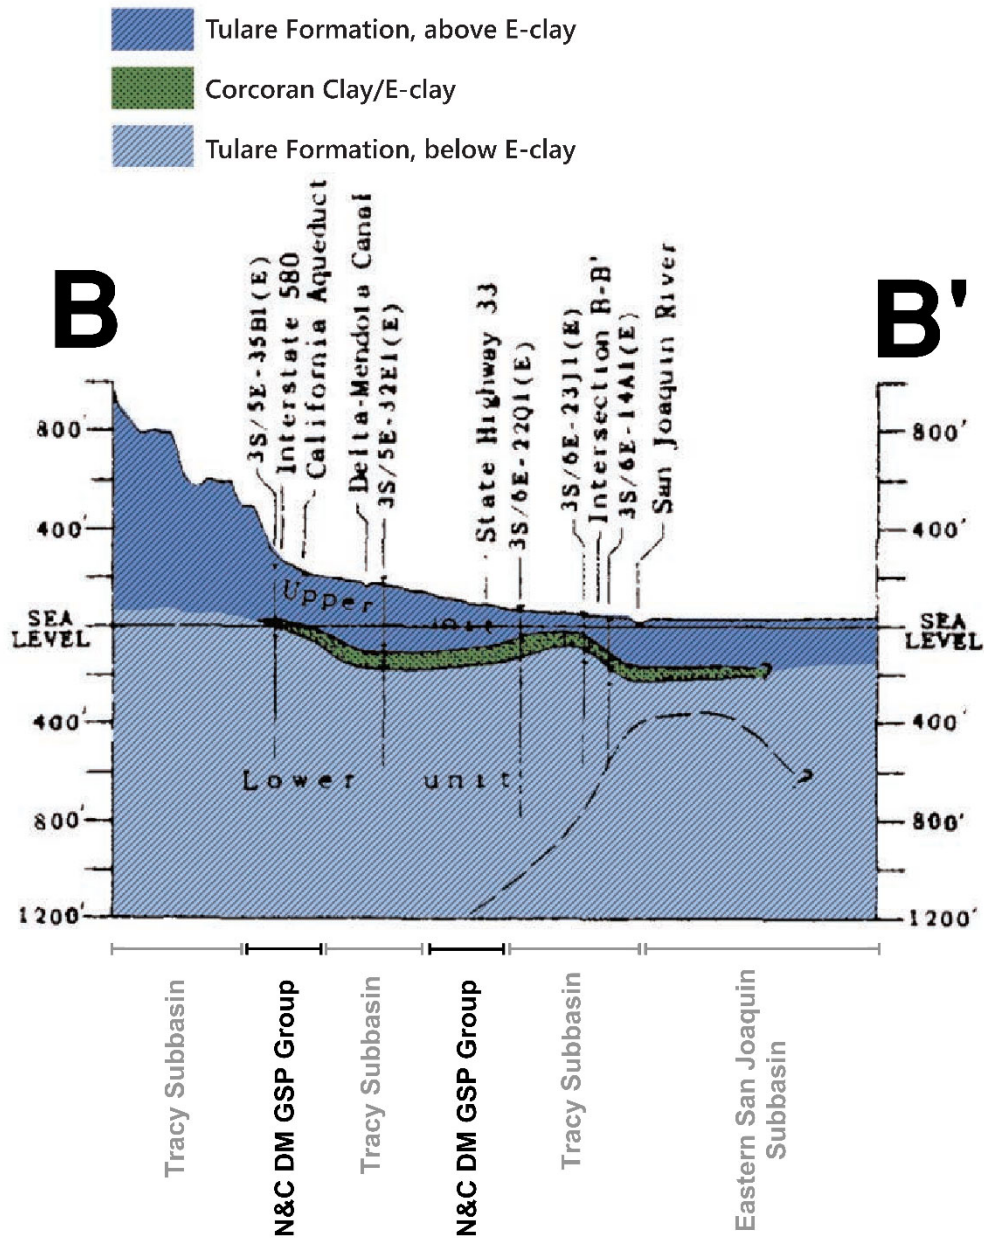 Tulare Formation, above E-clay
Corcoran Clay/E-clay
Tulare Formation, below E-clay
B
B'
3S/5E-35B1(E)
Interstate 580
California Aqueduct
Delta-Mendota Canal
3S/5E-32E1(E)
State Highway 33
3S/6E-22Q1(E)
3S/6E-23J1(E)
Intersection B-B'
3S/6E-14A1(E)
San Joaquin River
800'
400'
SEA
LEVEL
400'
800'
1200'
800'
400'
SEA
LEVEL
400'
800'
1200'
Upper
unit
Lower unit
?
?
Tracy Subbasin
N&C DM GSP Group
Tracy Subbasin
N&C DM GSP Group
Tracy Subbasin
Eastern San Joaquin
Subbasin